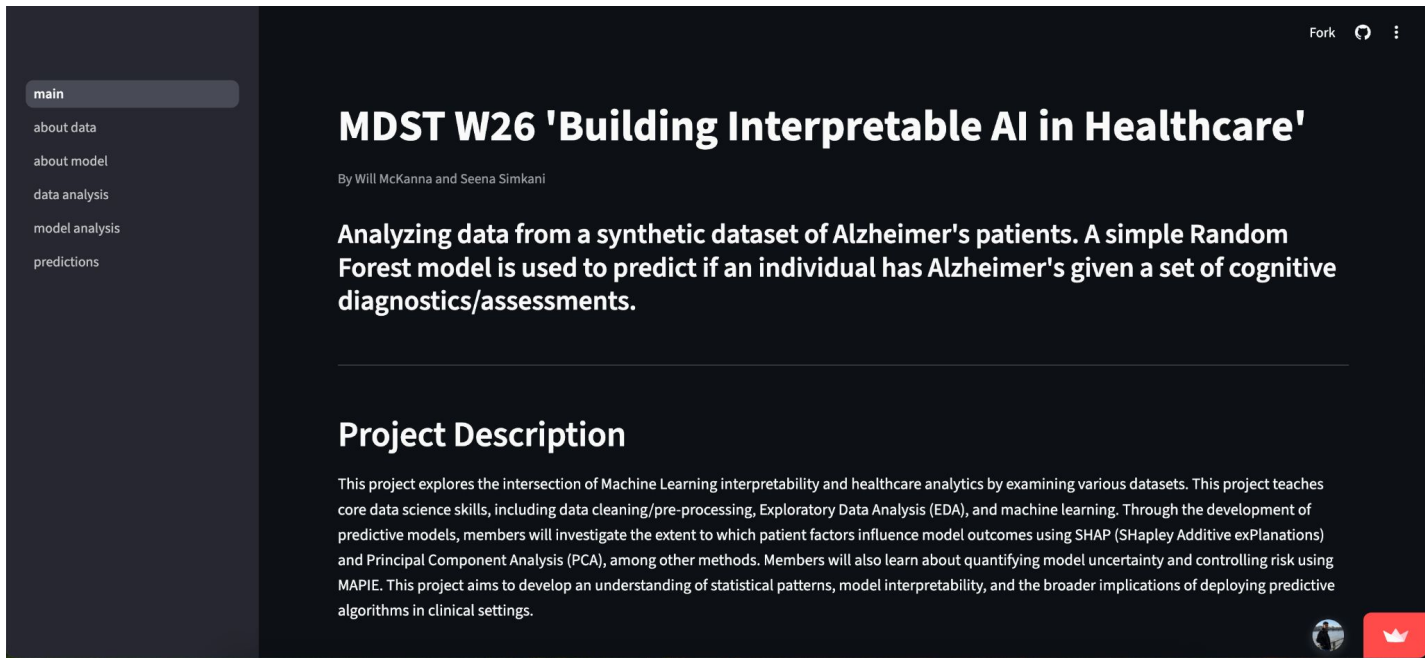 Fork
main
about data
about model
data analysis
model analysis
predictions
MDST W26 'Building Interpretable AI in Healthcare'
By Will McKanna and Seena Simkani
Analyzing data from a synthetic dataset of Alzheimer's patients. A simple Random
Forest model is used to predict if an individual has Alzheimer's given a set of cognitive
diagnostics/assessments.
Project Description
This project explores the intersection of Machine Learning interpretability and healthcare analytics by examining various datasets. This project teaches
core data science skills, including data cleaning/pre-processing, Exploratory Data Analysis (EDA), and machine learning. Through the development of
predictive models, members will investigate the extent to which patient factors influence model outcomes using SHAP (SHapley Additive exPlanations)
and Principal Component Analysis (PCA), among other methods. Members will also learn about quantifying model uncertainty and controlling risk using
MAPIE. This project aims to develop an understanding of statistical patterns, model interpretability, and the broader implications of deploying predictive
algorithms in clinical settings.